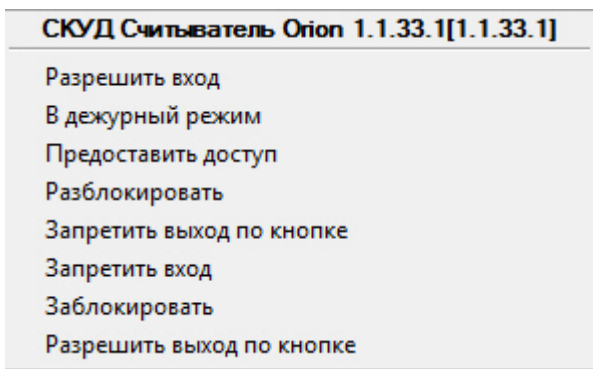 СКУД Считыватель Orion 1.1.33.1[1.1.33.1]
Разрешить вход
В дежурный режим
Предоставить доступ
Разблокировать
Запретить выход по кнопке
Запретить вход
Заблокировать
Разрешить выход по кнопке